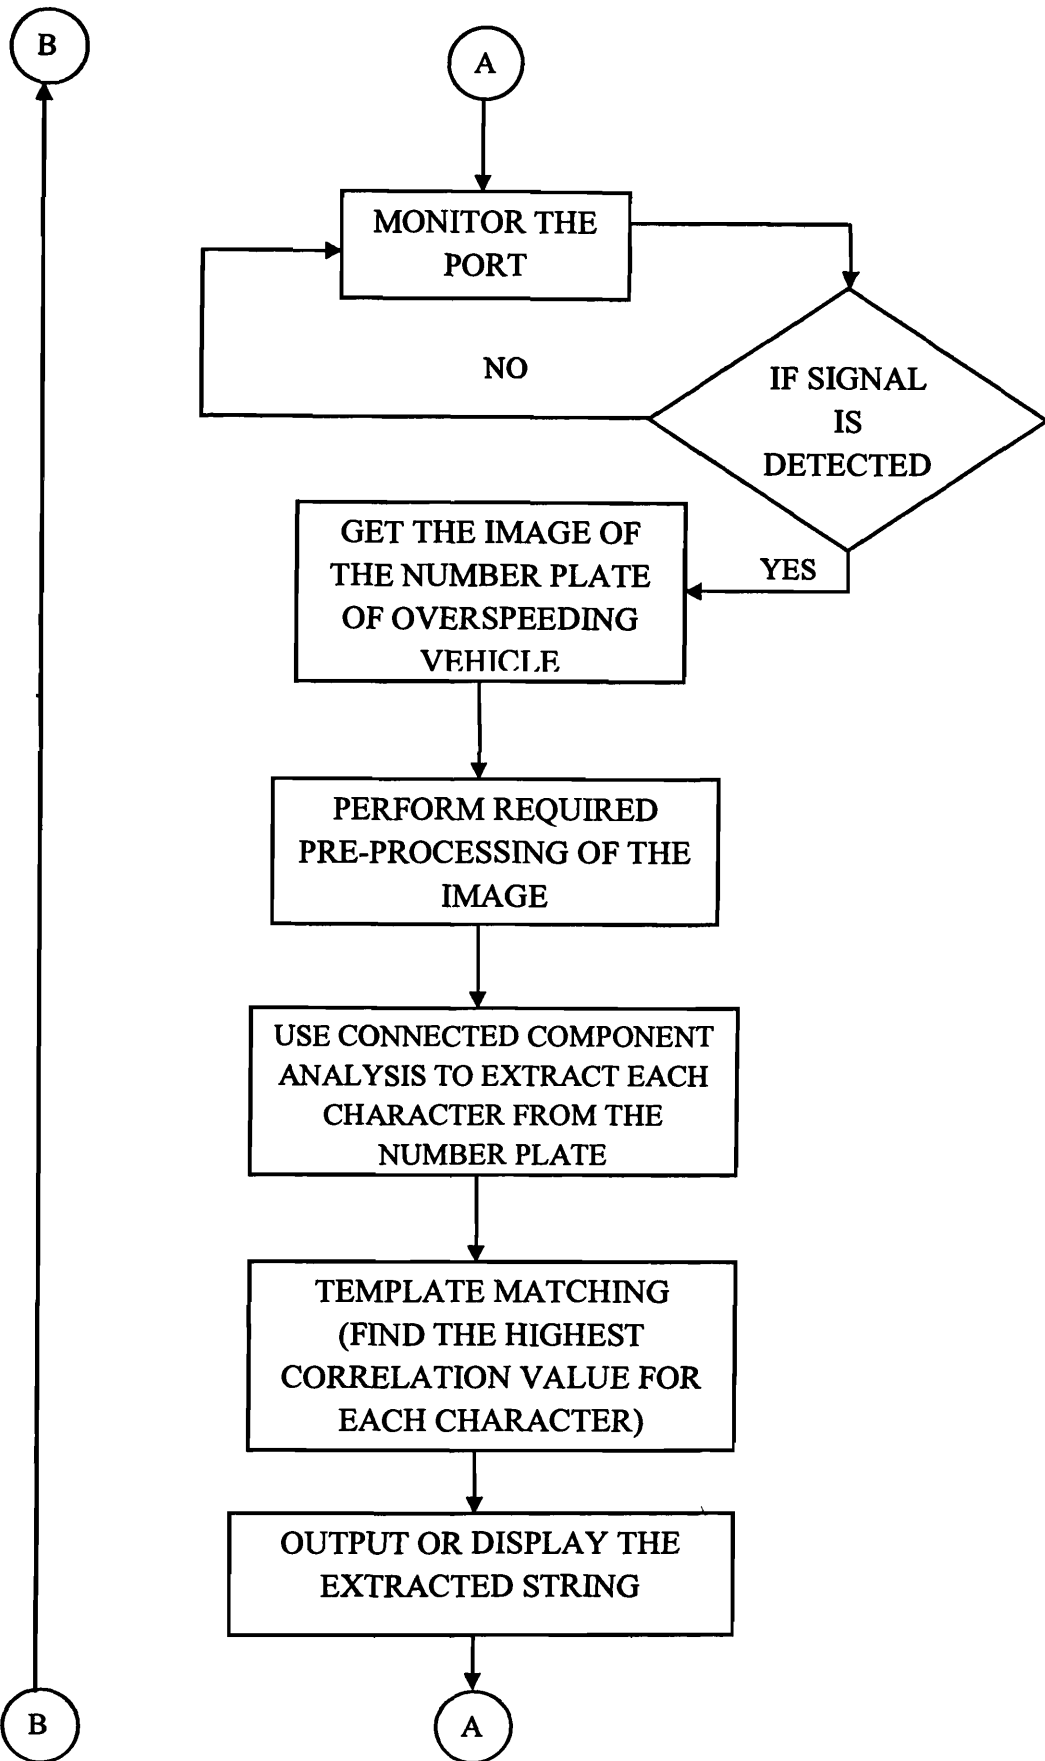 B
A
MONITOR THE
PORT
NO
IF SIGNAL
IS
DETECTED
YES
GET THE IMAGE OF
THE NUMBER PLATE
OF OVERSPEEDING
VEHICLE
PERFORM REQUIRED
PRE-PROCESSING OF THE
IMAGE
USE CONNECTED COMPONENT
ANALYSIS TO EXTRACT EACH
CHARACTER FROM THE
NUMBER PLATE
TEMPLATE MATCHING
(FIND THE HIGHEST
CORRELATION VALUE FOR
EACH CHARACTER)
OUTPUT OR DISPLAY THE
EXTRACTED STRING
B
A